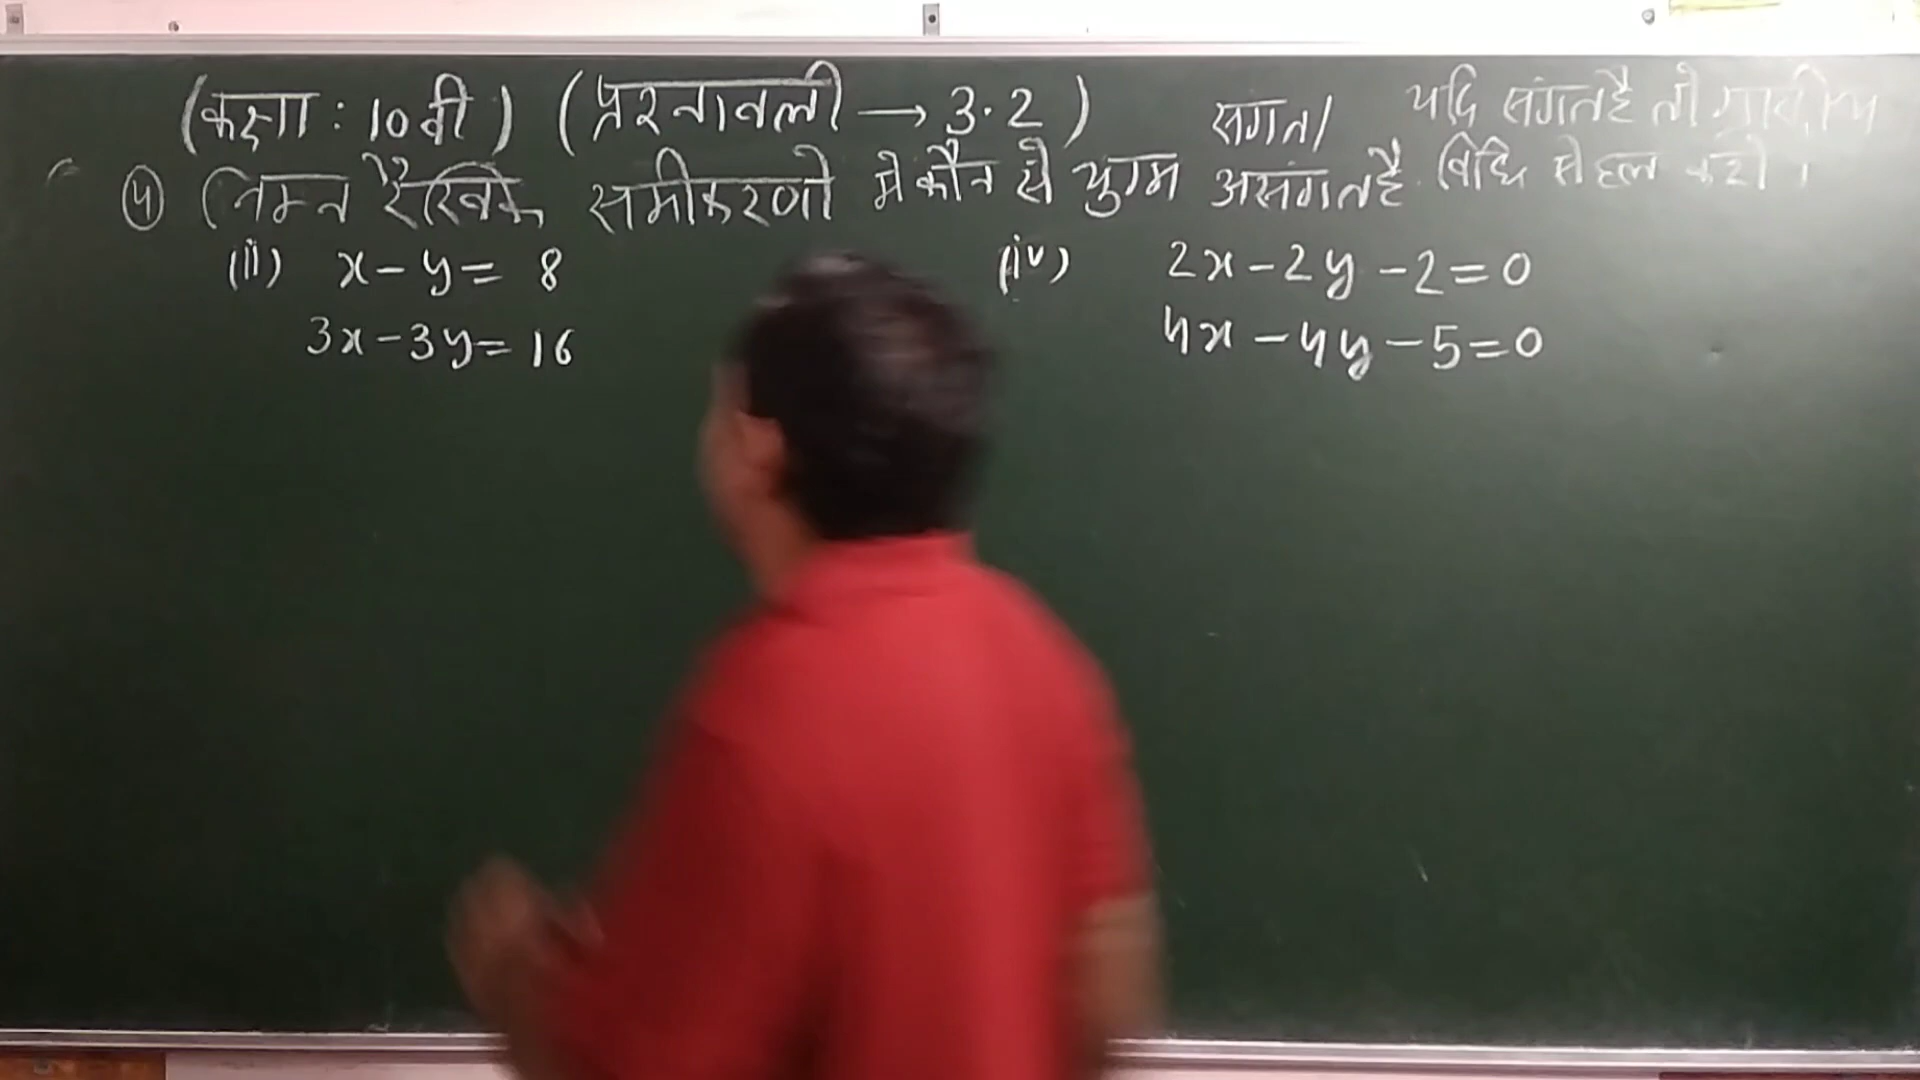 (कक्षा : 10वी) (प्रश्नावली → 3.2)
④ निम्न रैखिक समीकरणो मे कौन से युग्म संगत/असंगत है. यदि संगत है तो ग्राफीय विधि से हल करो।
(ii) x - y = 8
3x - 3y = 16
(iv) 2x - 2y - 2 = 0
4x - 4y - 5 = 0